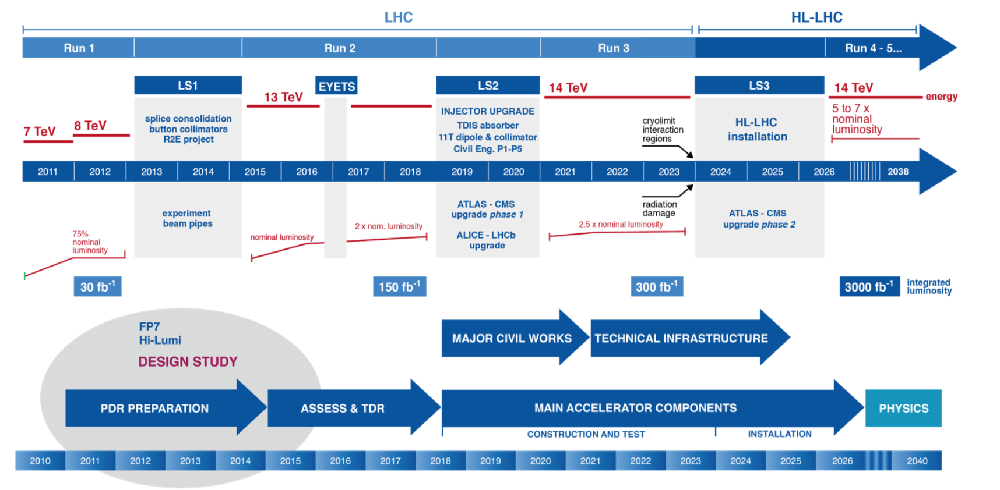 LHC
HL-LHC
Run 1
Run 2
Run 3
Run 4 - 5...
LS1
EYETS
LS2
LS3
13 TeV
14 TeV
14 TeV
energy
7 TeV
8 TeV
splice consolidation
button collimators
R2E project
INJECTOR UPGRADE
TDIS absorber
11T dipole & collimator
Civil Eng. P1-P5
cryolimit
interaction
regions
HL-LHC
installation
5 to 7 x
nominal
luminosity
2011
2012
2013
2014
2015
2016
2017
2018
2019
2020
2021
2022
2023
2024
2025
2026
2038
experiment
beam pipes
ATLAS - CMS
upgrade phase 1
ALICE - LHCb
upgrade
radiation
damage
ATLAS - CMS
upgrade phase 2
75%
nominal
luminosity
nominal luminosity
2 x nom. luminosity
2.5 x nominal luminosity
30 fb⁻¹
150 fb⁻¹
300 fb⁻¹
3000 fb⁻¹
integrated
luminosity
FP7
Hi-Lumi
DESIGN STUDY
MAJOR CIVIL WORKS
TECHNICAL INFRASTRUCTURE
PDR PREPARATION
ASSESS & TDR
MAIN ACCELERATOR COMPONENTS
PHYSICS
CONSTRUCTION AND TEST
INSTALLATION
2010
2011
2012
2013
2014
2015
2016
2017
2018
2019
2020
2021
2022
2023
2024
2025
2026
2040